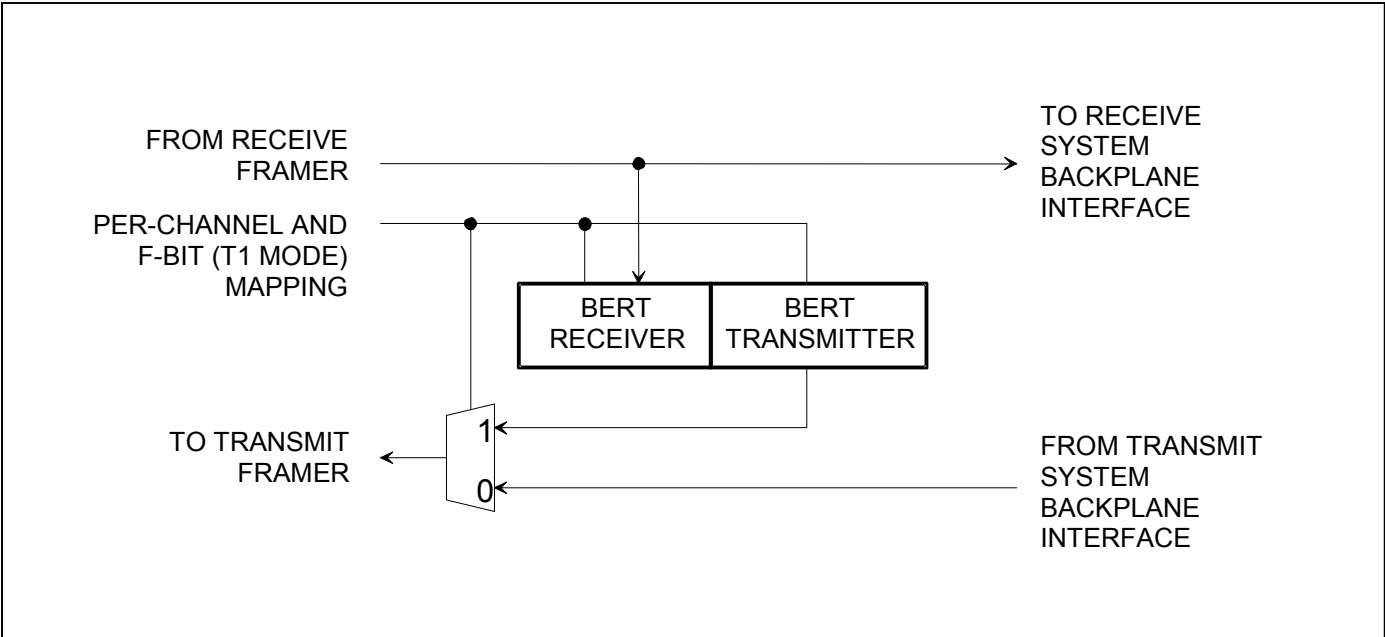 FROM RECEIVE
FRAMER
TO RECEIVE
SYSTEM
BACKPLANE
INTERFACE
PER-CHANNEL AND
F-BIT (T1 MODE)
MAPPING
BERT
RECEIVER
BERT
TRANSMITTER
TO TRANSMIT
FRAMER
1
0
FROM TRANSMIT
SYSTEM
BACKPLANE
INTERFACE